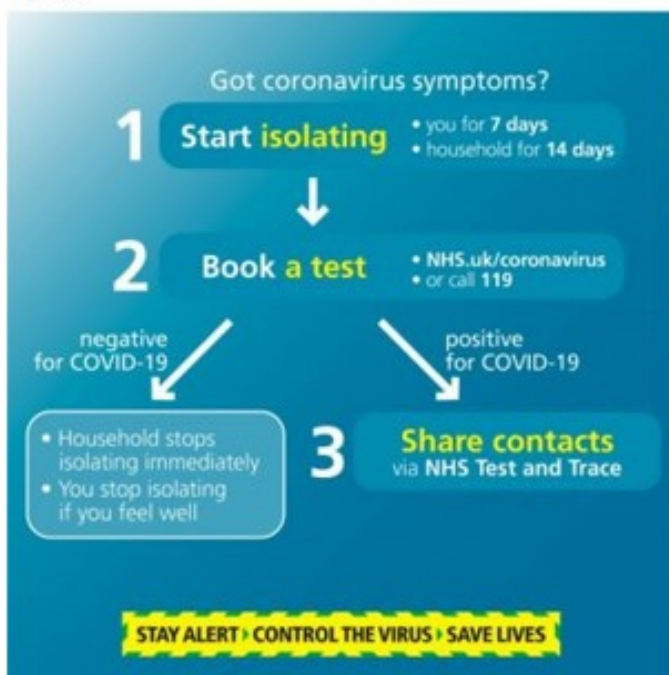 Got coronavirus symptoms?
1 Start isolating
• you for 7 days
• household for 14 days
2 Book a test
• NHS.uk/coronavirus
• or call 119
negative
for COVID-19
positive
for COVID-19
• Household stops
isolating immediately
• You stop isolating
if you feel well
3 Share contacts
via NHS Test and Trace
STAY ALERT CONTROL THE VIRUS SAVE LIVES